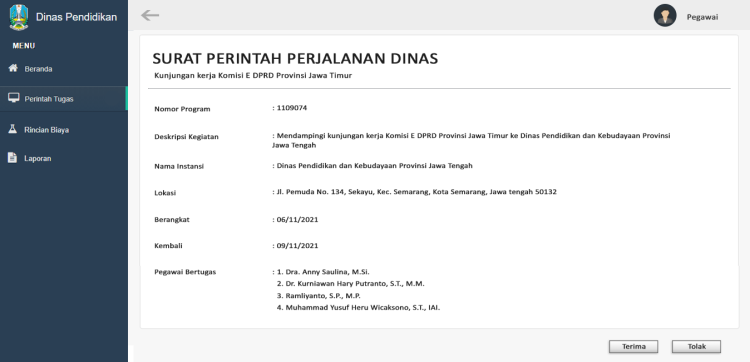 Dinas Pendidikan
Pegawai
MENU
Beranda
Perintah Tugas
Rincian Biaya
Laporan
SURAT PERINTAH PERJALANAN DINAS
Kunjungan kerja Komisi E DPRD Provinsi Jawa Timur
Nomor Program : 1109074
Deskripsi Kegiatan : Mendampingi kunjungan kerja Komisi E DPRD Provinsi Jawa Timur ke Dinas Pendidikan dan Kebudayaan Provinsi
Jawa Tengah
Nama Instansi : Dinas Pendidikan dan Kebudayaan Provinsi Jawa Tengah
Lokasi : Jl. Pemuda No. 134, Sekayu, Kec. Semarang, Kota Semarang, Jawa tengah 50132
Berangkat : 06/11/2021
Kembali : 09/11/2021
Pegawai Bertugas : 1. Dra. Anny Saulina, M.Si.
2. Dr. Kurniawan Hary Putranto, S.T., M.M.
3. Ramliyanto, S.P., M.P.
4. Muhammad Yusuf Heru Wicaksono, S.T., IAI.
Terima Tolak